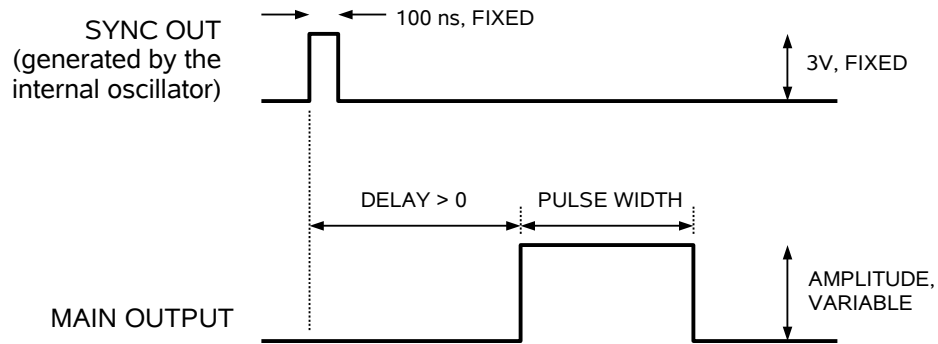 SYNC OUT
(generated by the
internal oscillator)
100 ns, FIXED
3V, FIXED
DELAY > 0
PULSE WIDTH
AMPLITUDE,
VARIABLE
MAIN OUTPUT